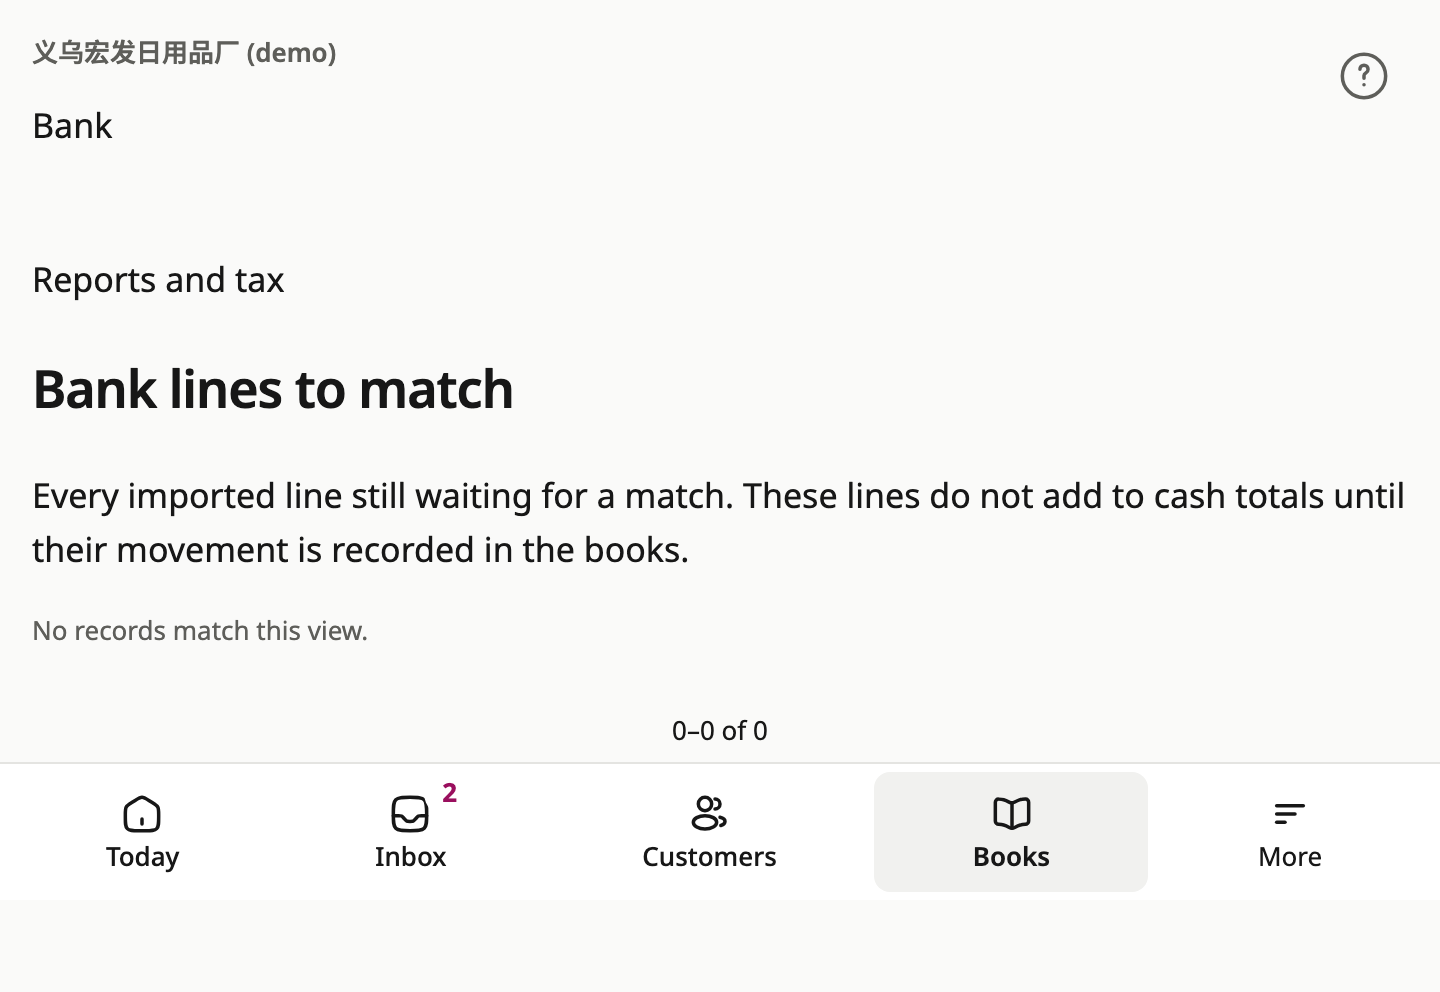 义乌宏发日用品厂 (demo)
Bank
Reports and tax
Bank lines to match
Every imported line still waiting for a match. These lines do not add to cash totals until
their movement is recorded in the books.
No records match this view.
0–0 of 0
2
Today
Inbox
Customers
Books
More